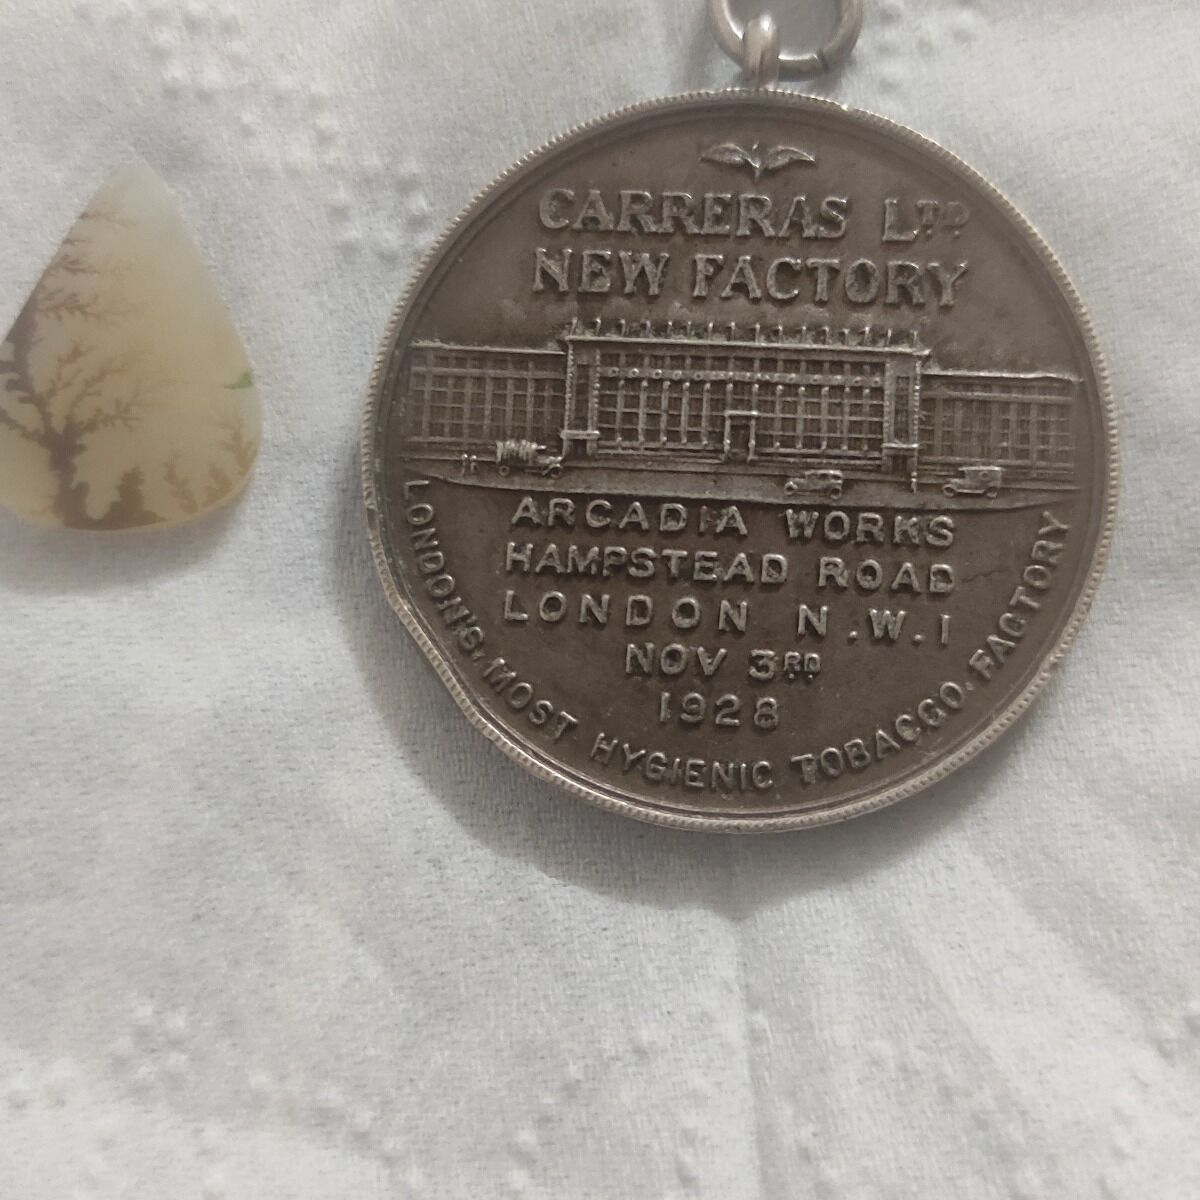 CARRERAS LTD
NEW FACTORY
ARCADIA WORKS
HAMPSTEAD ROAD
LONDON N.W.1
NOV 3RD
1928
LONDON'S. MOST HYGIENIC TOBACCO. FACTORY